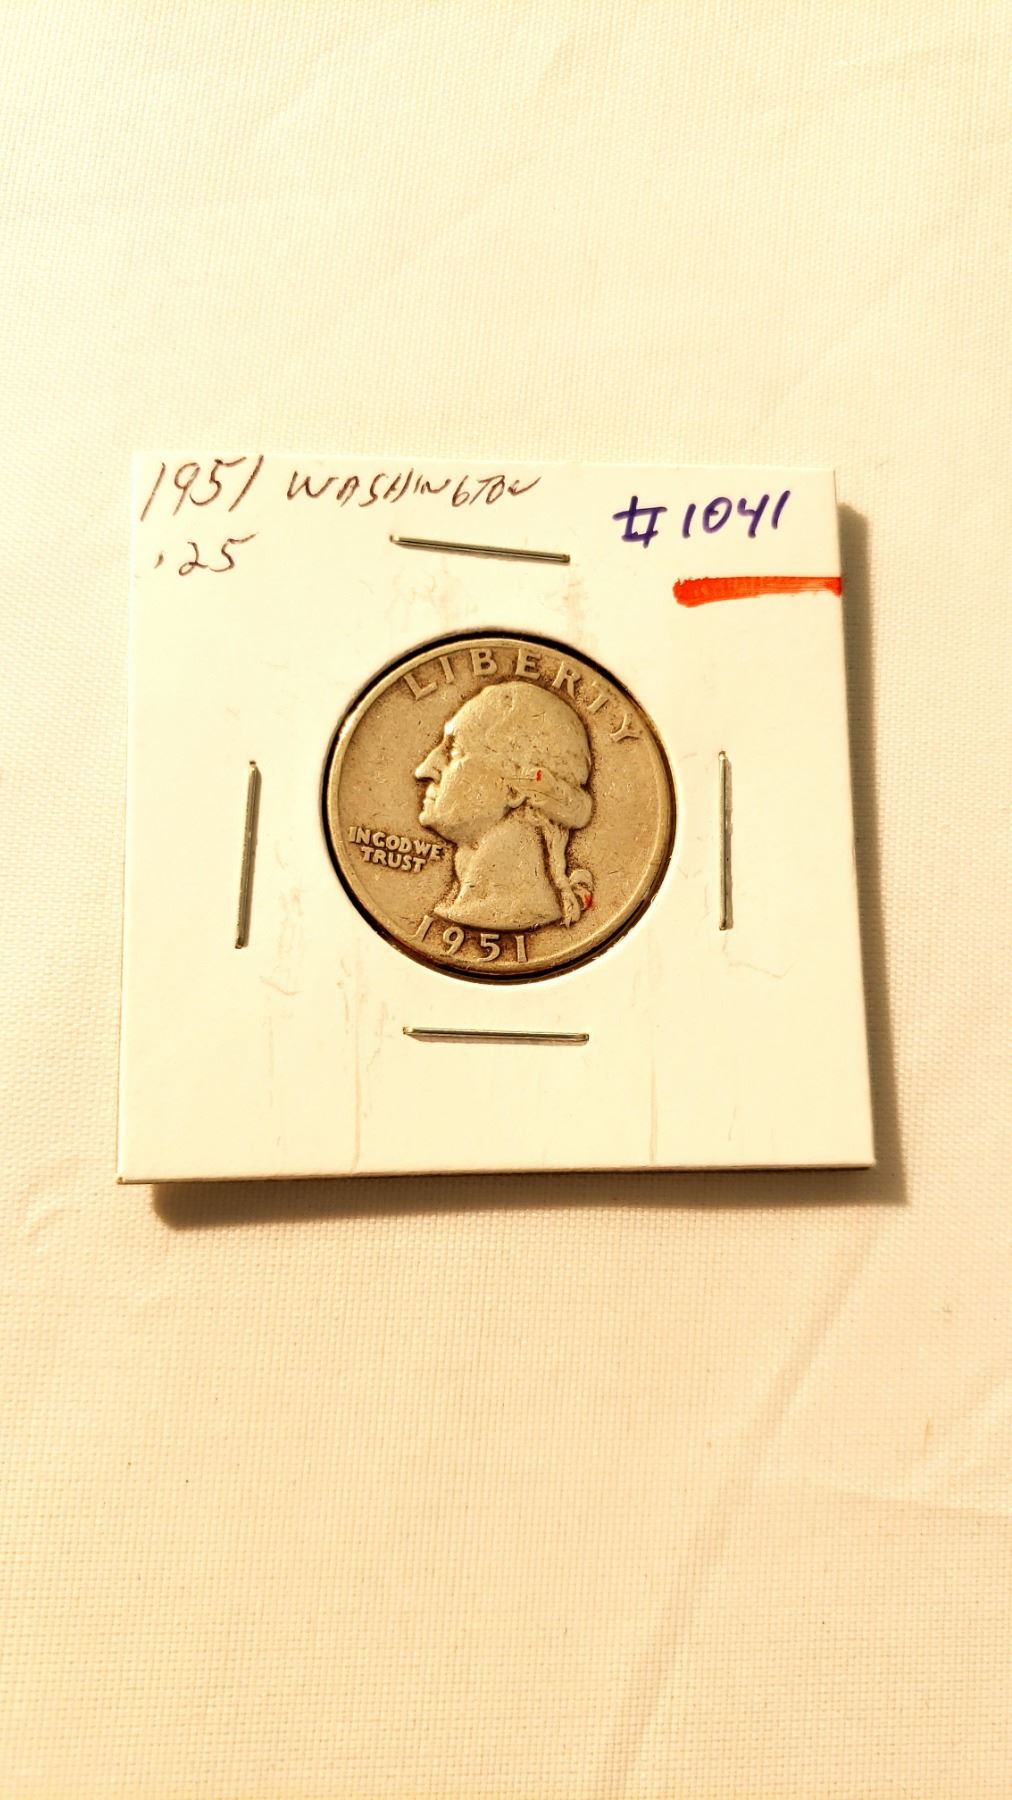 1951 WASHINGTON
#1041
.25
LIBERTY
IN GOD WE
TRUST
1951